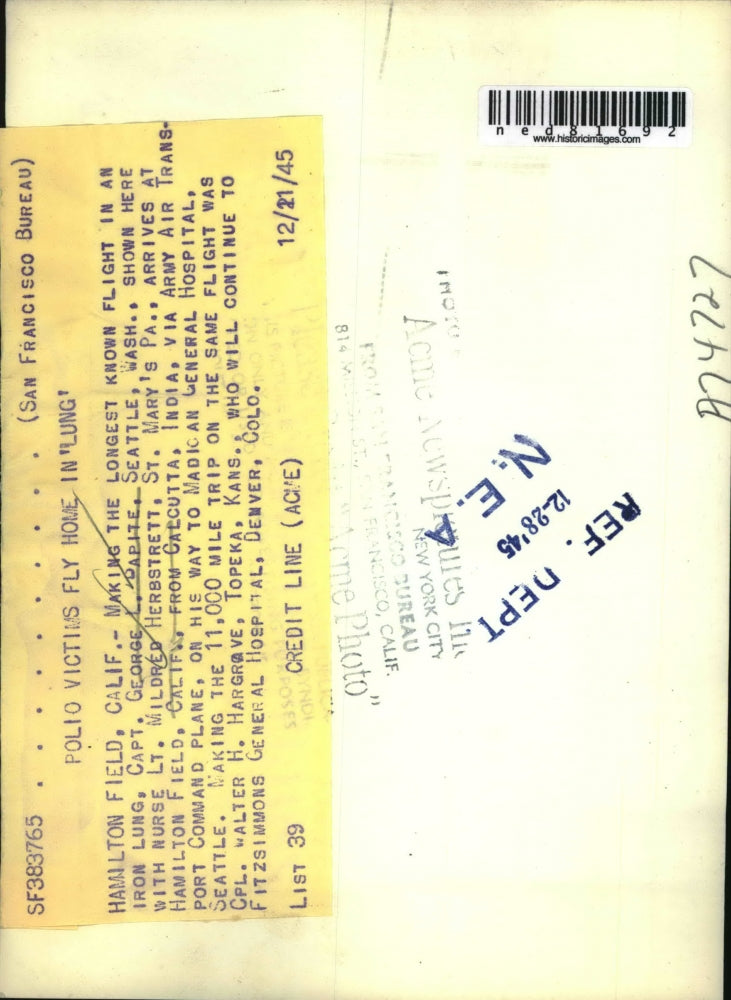 SF383765 . . . . . . . . . . (SAN FRANCISCO BUREAU)
POLIO VICTIMS FLY HOME IN 'LUNG'
HAMILTON FIELD, CALIF.- MAKING THE LONGEST KNOWN FLIGHT IN AN
IRON LUNG, CAPT. GEORGE L. LAPITE, SEATTLE, WASH., SHOWN HERE
WITH NURSE LT. MILDRED HERBSTRETT, ST. MARY'S PA., ARRIVES AT
HAMILTON FIELD, CALIF., FROM CALCUTTA, INDIA, VIA ARMY AIR TRANS-
PORT COMMAND PLANE, ON HIS WAY TO MADIGAN GENERAL HOSPITAL,
SEATTLE. MAKING THE 11,000 MILE TRIP ON THE SAME FLIGHT WAS
CPL. WALTER H. HARGRAVE, TOPEKA, KANS., WHO WILL CONTINUE TO
FITZSIMMONS GENERAL HOSPITAL, DENVER, COLO.
LIST 39 CREDIT LINE (ACME) 12/21/45
PHOTO
Acme Newspictures Inc
NEW YORK CITY
FROM SAN FRANCISCO BUREAU
814 ST., SAN FRANCISCO, CALIF.
"Acme Photo"
N. E. A.
12-28'45
REF. DEPT
ned81692
www.historicimages.com